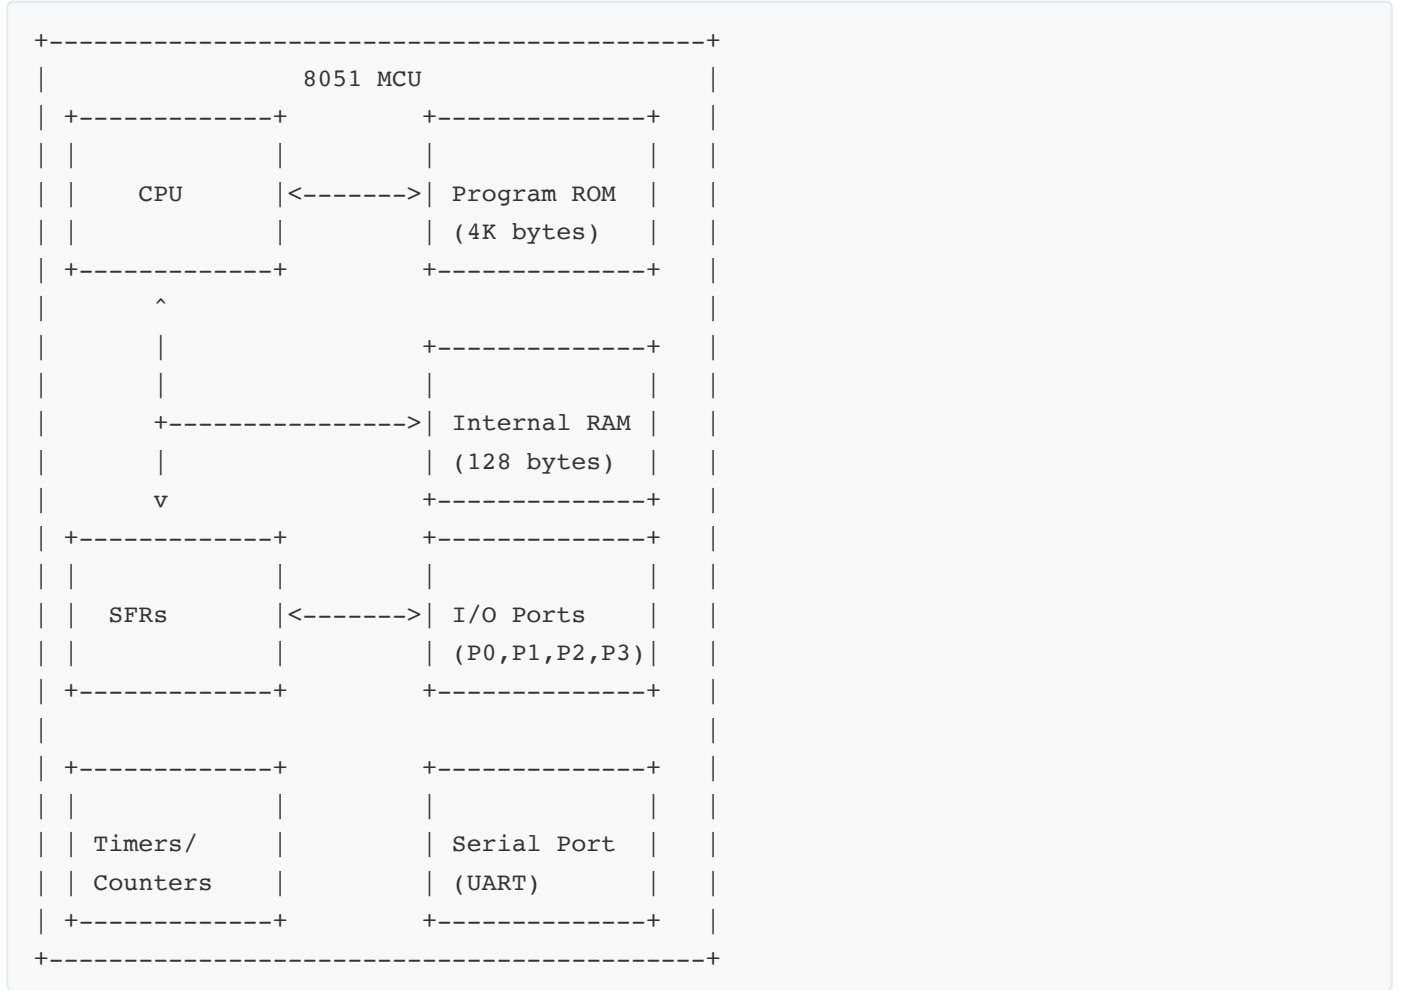 +--------------------------------------------+
|                  8051 MCU                  |
| +-------------+         +--------------+   |
| |             |         |              |   |
| |    CPU      |<------->| Program ROM  |   |
| |             |         | (4K bytes)   |   |
| +-------------+         +--------------+   |
|       ^                                    |
|       |                 +--------------+   |
|       |                 |              |   |
|       +---------------->| Internal RAM |   |
|       |                 | (128 bytes)  |   |
|       v                 +--------------+   |
| +-------------+         +--------------+   |
| |             |         |              |   |
| |  SFRs       |<------->| I/O Ports    |   |
| |             |         | (P0,P1,P2,P3)|   |
| +-------------+         +--------------+   |
|                                            |
| +-------------+         +--------------+   |
| |             |         |              |   |
| | Timers/     |         | Serial Port  |   |
| | Counters    |         | (UART)       |   |
| +-------------+         +--------------+   |
+--------------------------------------------+